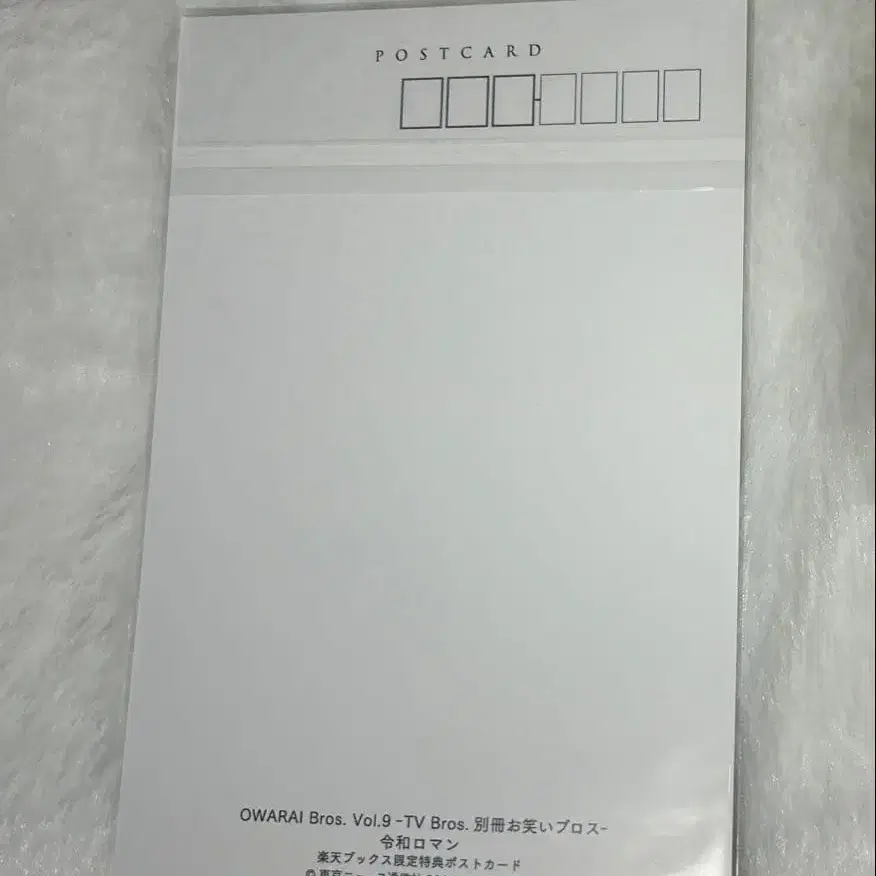 POSTCARD
OWARAI Bros. Vol.9 -TV Bros. 別冊お笑いブロス-
令和ロマン
楽天ブックス限定特典ポストカード